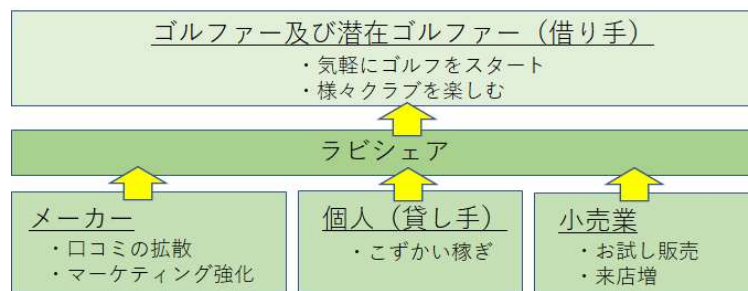 ゴルファー及び潜在ゴルファー（借り手）
・気軽にゴルフをスタート
・様々クラブを楽しむ
ラビシェア
メーカー
・口コミの拡散
・マーケティング強化
個人（貸し手）
・こずかい稼ぎ
小売業
・お試し販売
・来店増